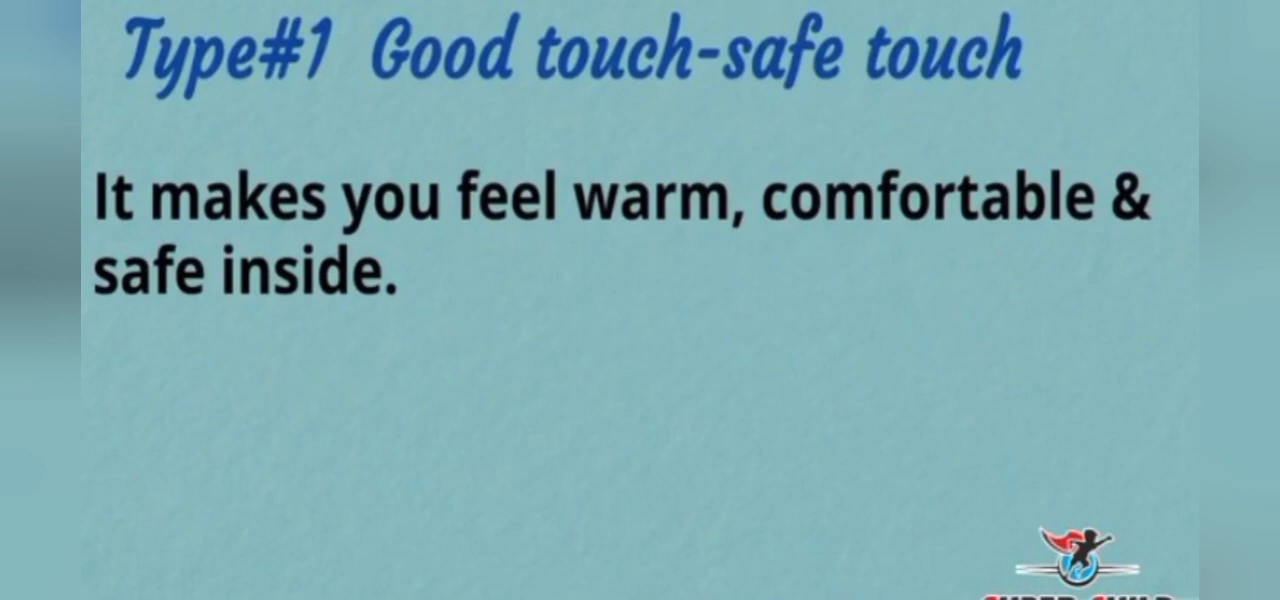 Type#1 Good touch-safe touch
It makes you feel warm, comfortable &
safe inside.